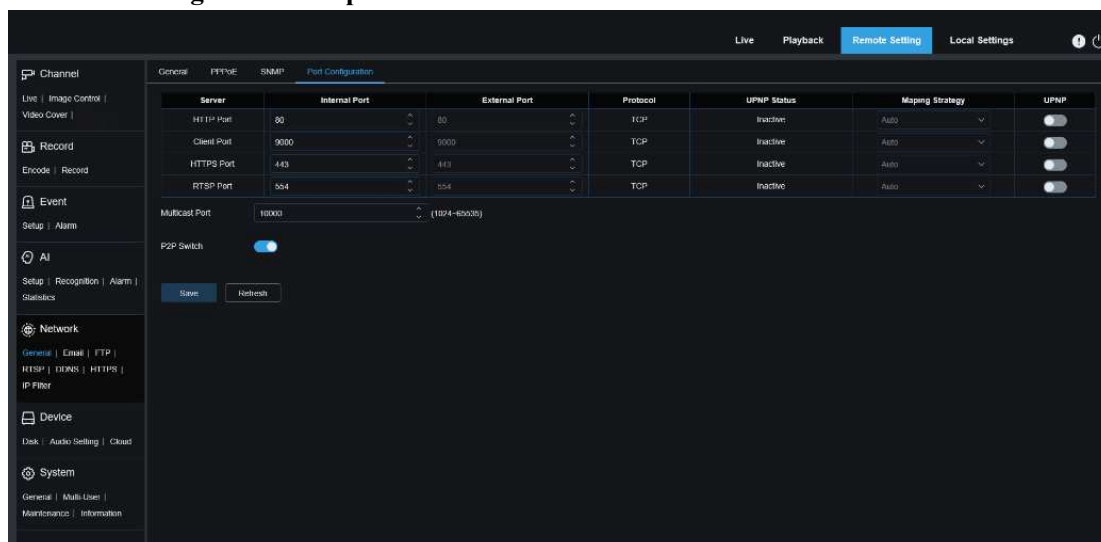 Live Playback Remote Setting Local Settings
Channel
Live | Image Control |
Video Cover |
Record
Encode | Record
Event
Setup | Alarm
AI
Setup | Recognition | Alarm |
Statistics
Network
General | Email | FTP |
RTSP | DDNS | HTTPS |
IP Filter
Device
Disk | Audio Setting | Cloud
System
General | Multi-User |
Maintenance | Information
General PPPoE SNMP Port Configuration
Server Internal Port External Port Protocol UPNP Status Maping Strategy UPNP
HTTP Port 80 80 TCP Inactive Auto
Client Port 9000 9000 TCP Inactive Auto
HTTPS Port 443 443 TCP Inactive Auto
RTSP Port 554 554 TCP Inactive Auto
Multicast Port 10000 (1024~65535)
P2P Switch
Save Refresh